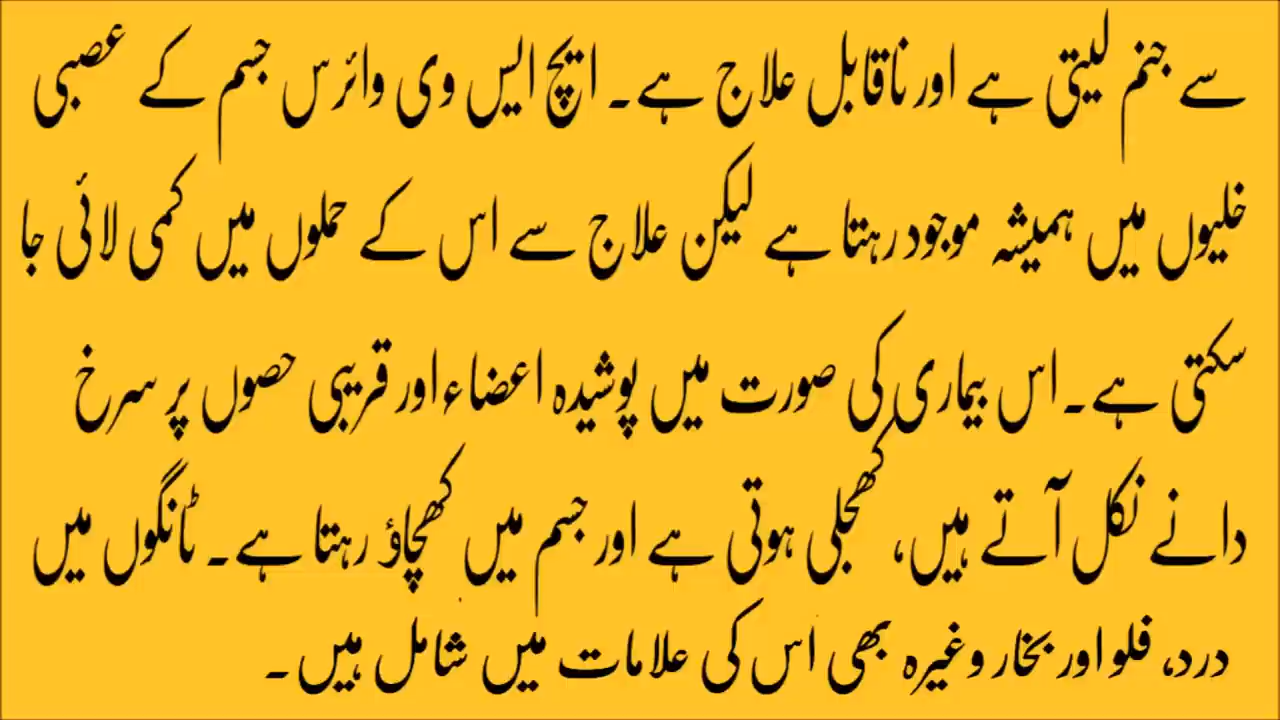 سے جنم لیتی ہے اور ناقابل علاج ہے۔ ایچ ایس وی وائرس جسم کے عصبی
خلیوں میں ہمیشہ موجود رہتا ہے لیکن علاج سے اس کے حملوں میں کمی لائی جا
سکتی ہے۔ اس بیماری کی صورت میں پوشیدہ اعضاء اور قریبی حصوں پر سرخ
دانے نکل آتے ہیں، کھجلی ہوتی ہے اور جسم میں کھچاؤ رہتا ہے۔ ٹانگوں میں
درد، فلو اور بخار وغیرہ بھی اس کی علامات میں شامل ہیں۔